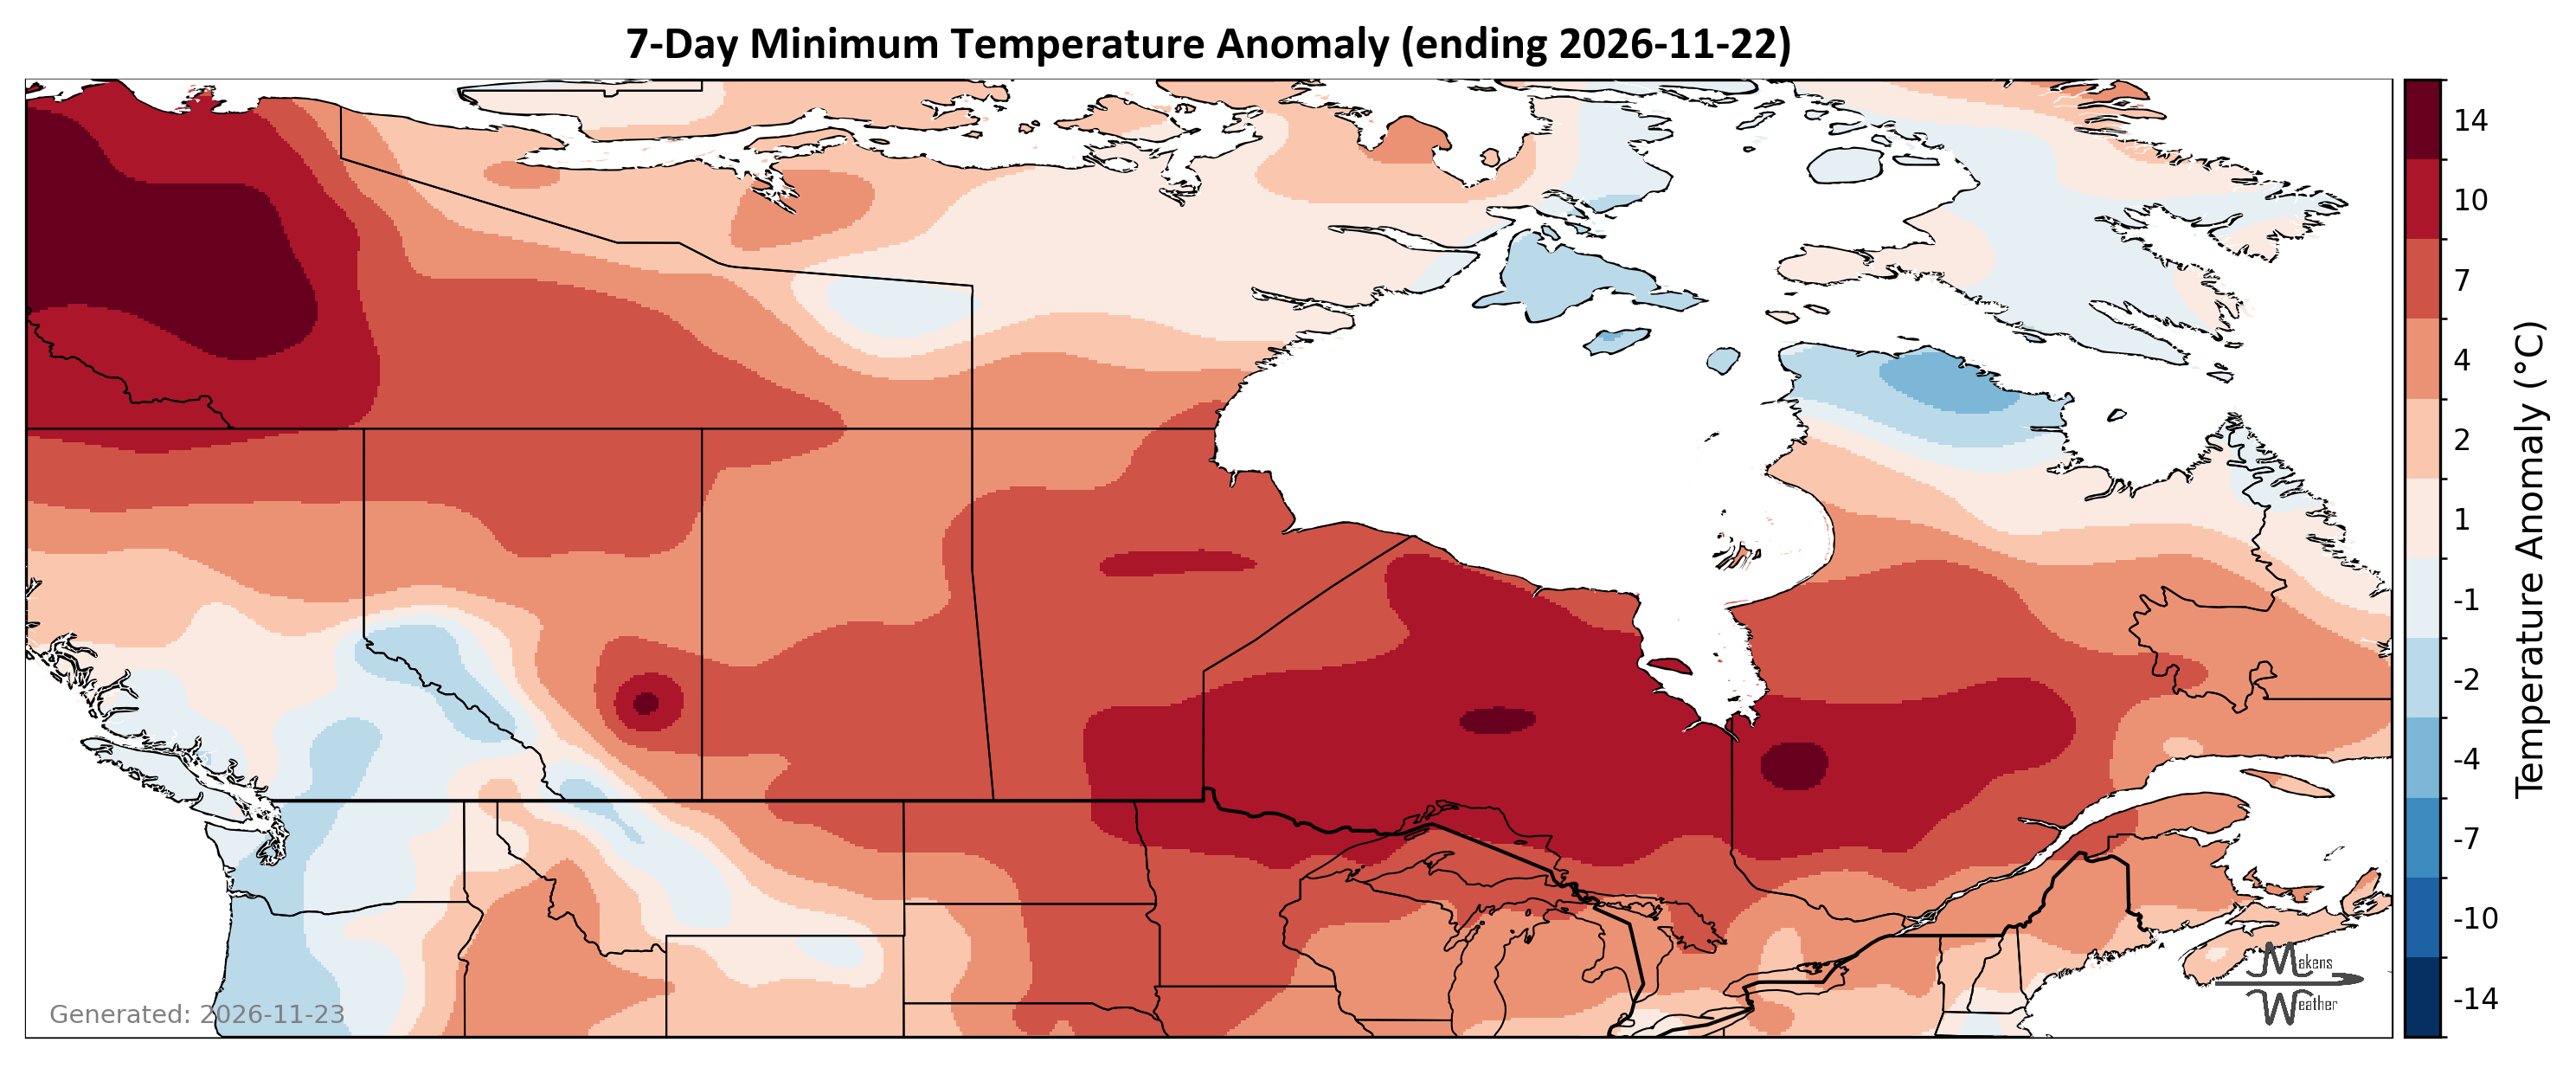 7-Day Minimum Temperature Anomaly (ending 2026-11-22)
14
10
7
4
2
1
-1
-2
-4
-7
-10
-14
Temperature Anomaly (°C)
Generated: 2026-11-23
Makens
Weather